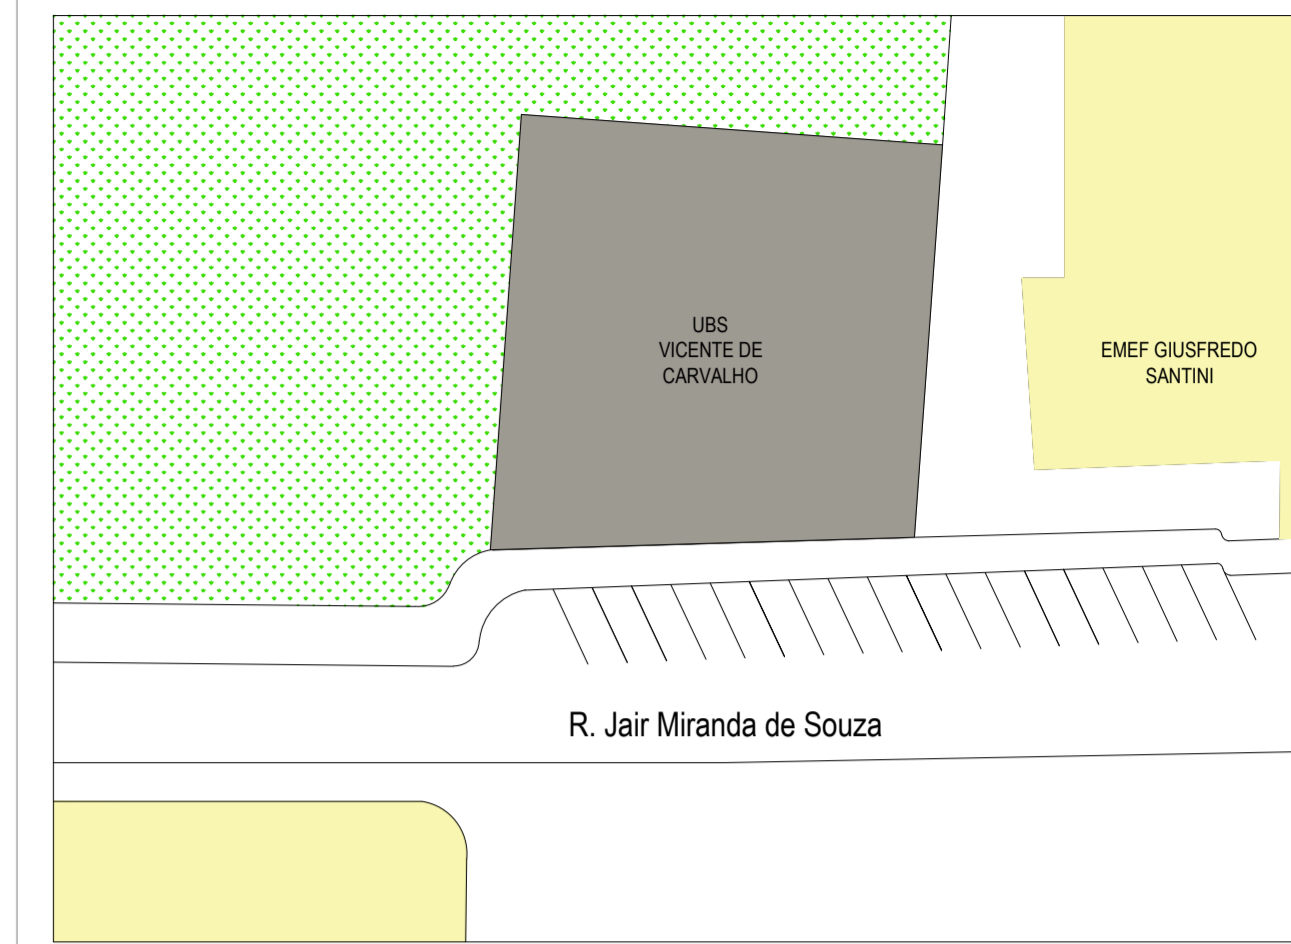 UBS
VICENTE DE
CARVALHO
EMEF GIUSFREDO
SANTINI
R. Jair Miranda de Souza